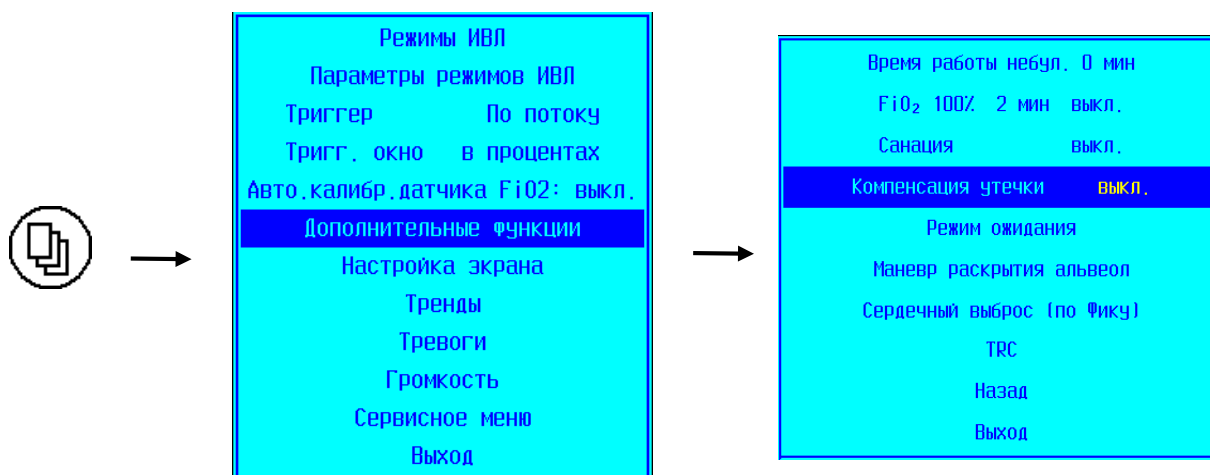 Режимы ИВЛ
Параметры режимов ИВЛ
Триггер По потоку
Тригг. окно в процентах
Авто.калибр.датчика FiO2: выкл.
Дополнительные функции
Настройка экрана
Тренды
Тревоги
Громкость
Сервисное меню
Выход
Время работы небул. 0 мин
FiO₂ 100% 2 мин выкл.
Санация выкл.
Компенсация утечки выкл.
Режим ожидания
Маневр раскрытия альвеол
Сердечный выброс (по Фику)
TRC
Назад
Выход